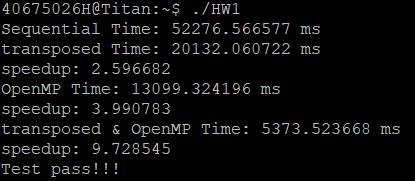 40675026H@Titan:~$ ./HW1
Sequential Time: 52276.566577 ms
transposed Time: 20132.060722 ms
speedup: 2.596682
OpenMP Time: 13099.324196 ms
speedup: 3.990783
transposed & OpenMP Time: 5373.523668 ms
speedup: 9.728545
Test pass!!!